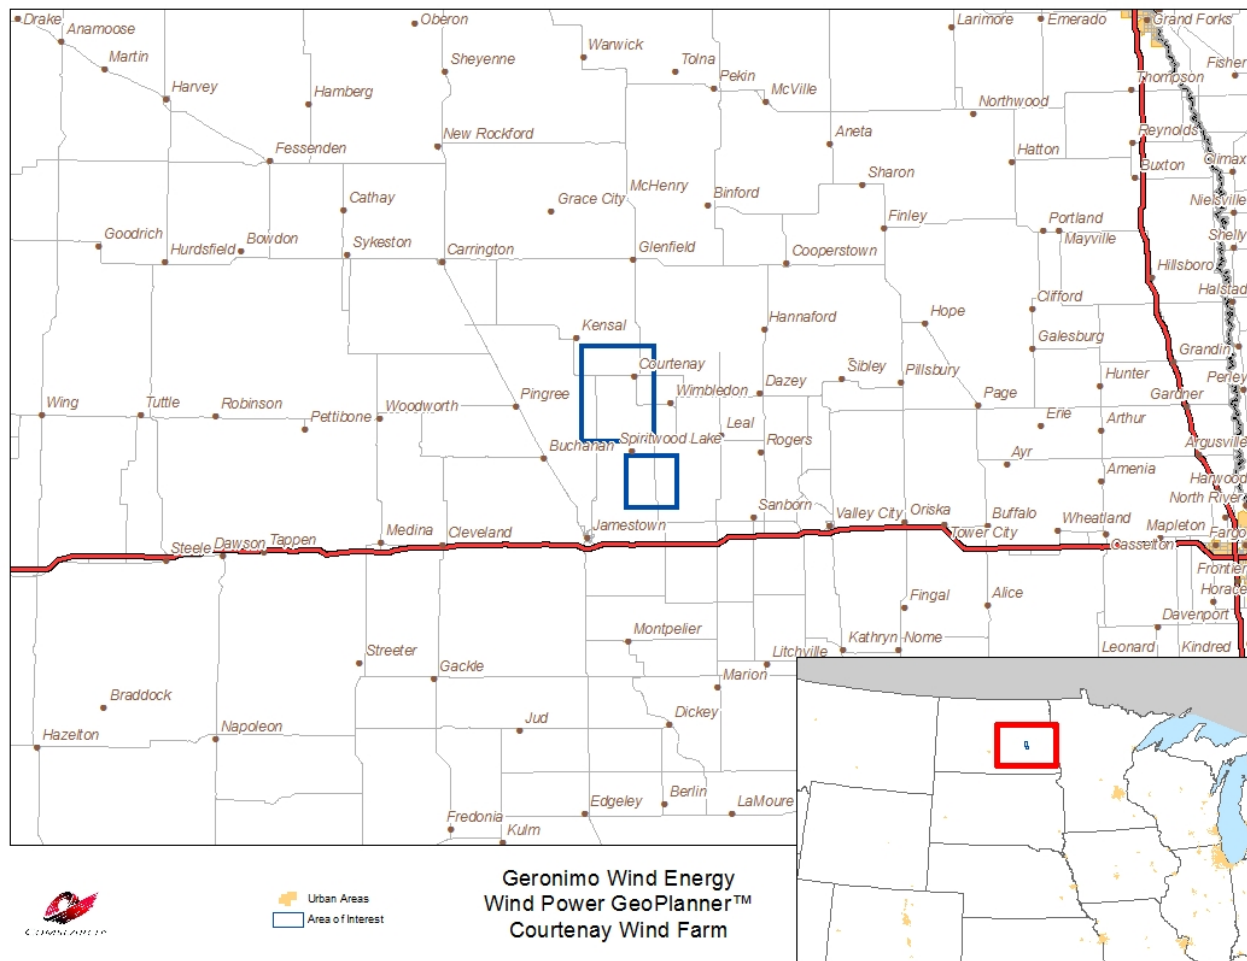 Drake
Oberon
Larimore
Emerado
Grand Forks
Anamoose
Warwick
Martin
Sheyenne
Tolna
Fisher
Harvey
Pekin
Thompson
Hamberg
McVille
Northwood
New Rockford
Aneta
Reynolds
Fessenden
Hatton
Buxton
Climax
McHenry
Binford
Sharon
Cathay
Grace City
Nielsville
Finley
Portland
Goodrich
Hurdsfield
Bowdon
Sykeston
Carrington
Glenfield
Cooperstown
Mayville
Shelly
Hillsboro
Halstad
Clifford
Hannaford
Hope
Kensal
Galesburg
Grandin
Courtenay
Sibley
Pillsbury
Hunter
Perley
Wimbledon
Dazey
Page
Gardner
Wing
Tuttle
Robinson
Pettibone
Woodworth
Pingree
Leal
Erie
Arthur
Buchanan
Spiritwood Lake
Rogers
Argusville
Ayr
Amenia
Harwood
North River
Sanborn
Valley City
Oriska
Buffalo
Wheatland
Mapleton
Jamestown
Medina
Cleveland
Tower City
Casselton
Fargo
Steele
Dawson
Tappen
Frontier
Horace
Fingal
Alice
Davenport
Montpelier
Kathryn
Nome
Leonard
Kindred
Streeter
Gackle
Litchville
Marion
Braddock
Jud
Dickey
Hazelton
Napoleon
Berlin
Edgeley
LaMoure
Fredonia
Kulm
Urban Areas
Area of Interest
Geronimo Wind Energy
Wind Power GeoPlanner™
Courtenay Wind Farm